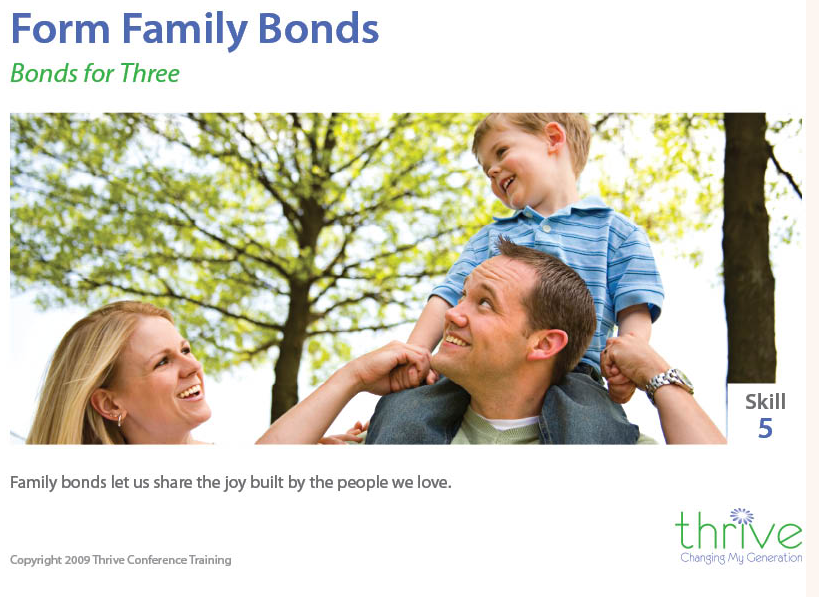 Form Family Bonds
Bonds for Three
Skill
5
Family bonds let us share the joy built by the people we love.
thrive
Changing My Generation
Copyright 2009 Thrive Conference Training